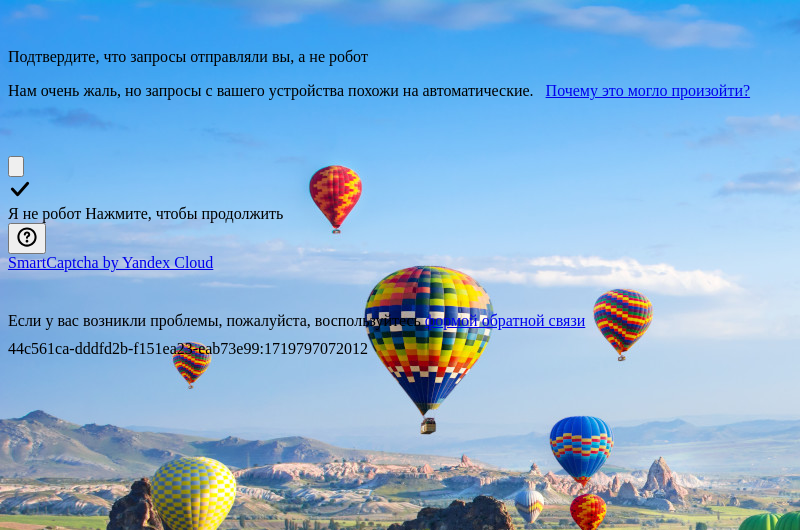 Подтвердите, что запросы отправляли вы, а не робот
Нам очень жаль, но запросы с вашего устройства похожи на автоматические.   Почему это могло произойти?
Я не робот Нажмите, чтобы продолжить
SmartCaptcha by Yandex Cloud
Если у вас возникли проблемы, пожалуйста, воспользуйтесь формой обратной связи
44c561ca-dddfd2b-f151ea23-eab73e99:1719797072012